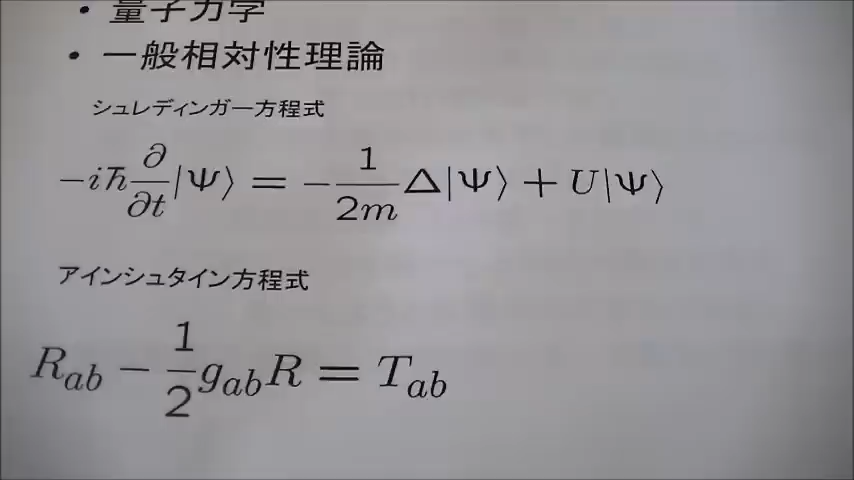 • 量子力学
• 一般相対性理論
シュレディンガー方程式
−iℏ ∂/∂t |Ψ⟩ = − 1/2m Δ|Ψ⟩ + U|Ψ⟩
アインシュタイン方程式
R_ab − 1/2 g_ab R = T_ab